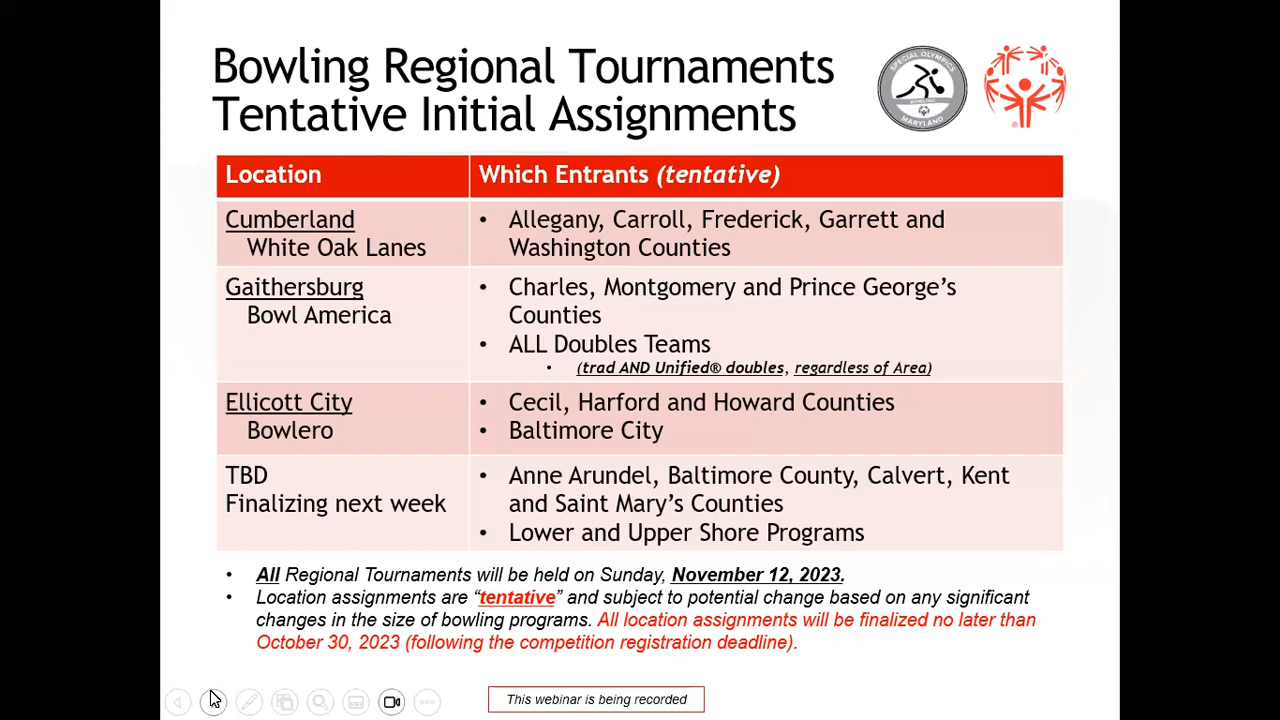 Bowling Regional Tournaments
Tentative Initial Assignments
SPECIAL OLYMPICS
BOWLING
MARYLAND
®
Location
Which Entrants (tentative)
Cumberland
White Oak Lanes
• Allegany, Carroll, Frederick, Garrett and
Washington Counties
Gaithersburg
Bowl America
• Charles, Montgomery and Prince George’s
Counties
• ALL Doubles Teams
• (trad AND Unified® doubles, regardless of Area)
Ellicott City
Bowlero
• Cecil, Harford and Howard Counties
• Baltimore City
TBD
Finalizing next week
• Anne Arundel, Baltimore County, Calvert, Kent
and Saint Mary’s Counties
• Lower and Upper Shore Programs
• All Regional Tournaments will be held on Sunday, November 12, 2023.
• Location assignments are “tentative” and subject to potential change based on any significant
changes in the size of bowling programs. All location assignments will be finalized no later than
October 30, 2023 (following the competition registration deadline).
This webinar is being recorded